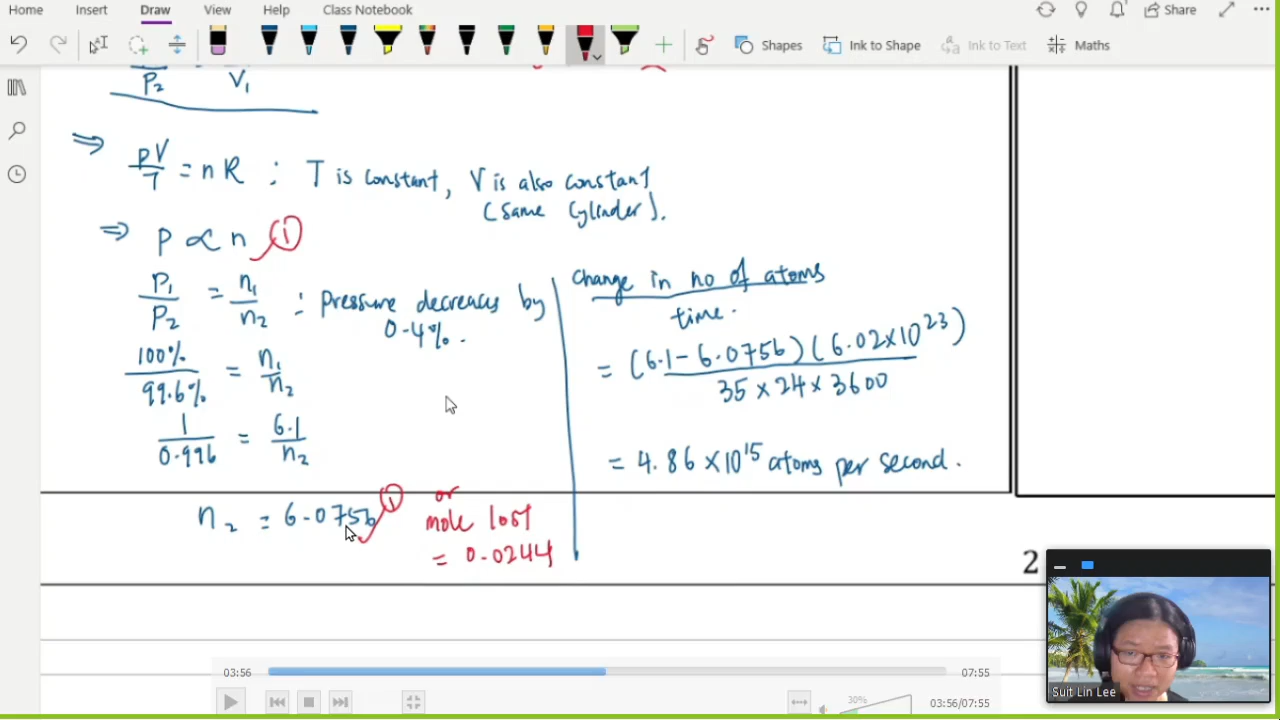 Home Insert Draw View Help Class Notebook Share
Shapes Ink to Shape Ink to Text Maths
P₂ V₁
⇒ pV/T = nR ; T is constant, V is also constant
(same cylinder).
⇒ P ∝ n ①
P₁/P₂ = n₁/n₂ ∴ Pressure decreases by
0.4%.
100%/99.6% = n₁/n₂
1/0.996 = 6.1/n₂
n₂ = 6.0756 ①
or
mole lost
= 0.0244
change in no of atoms
time.
= (6.1 - 6.0756)(6.02×10²³)
35 × 24 × 3600
= 4.86 × 10¹⁵ atoms per second.
2
Suit Lin Lee
03:56 07:55
30%
03:56/07:55